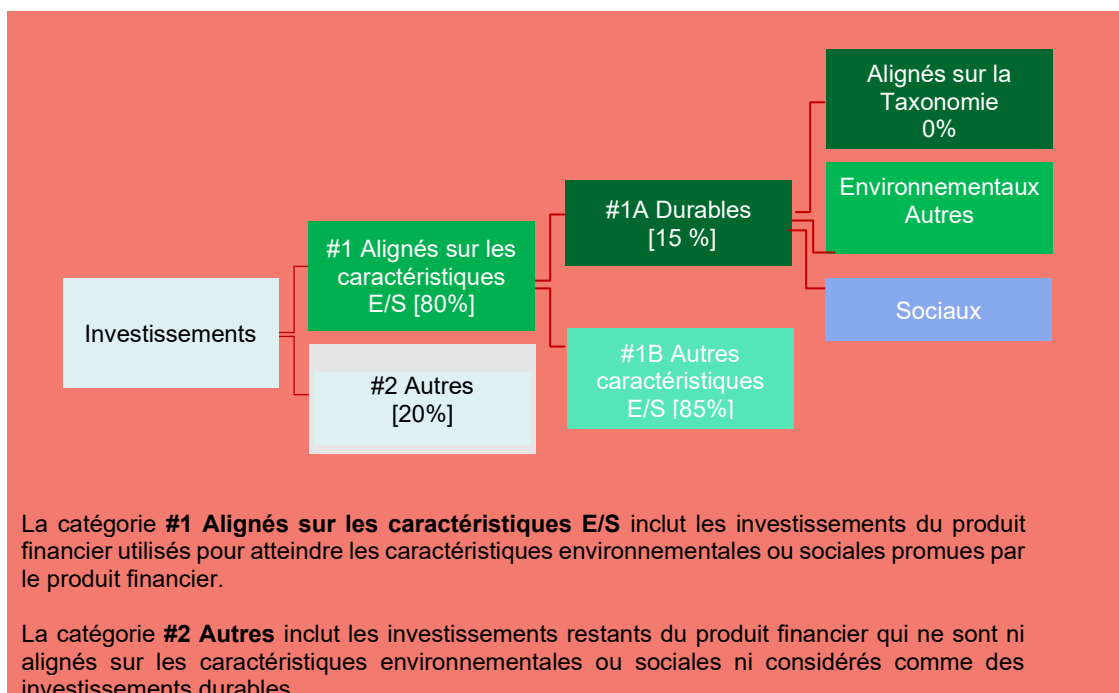 Alignés sur la
Taxonomie
0%
Environnementaux
Autres
#1A Durables
[15 %]
#1 Alignés sur les
caractéristiques
E/S [80%]
Sociaux
Investissements
#1B Autres
caractéristiques
E/S [85%]
#2 Autres
[20%]
La catégorie #1 Alignés sur les caractéristiques E/S inclut les investissements du produit
financier utilisés pour atteindre les caractéristiques environnementales ou sociales promues par
le produit financier.
La catégorie #2 Autres inclut les investissements restants du produit financier qui ne sont ni
alignés sur les caractéristiques environnementales ou sociales ni considérés comme des
investissements durables